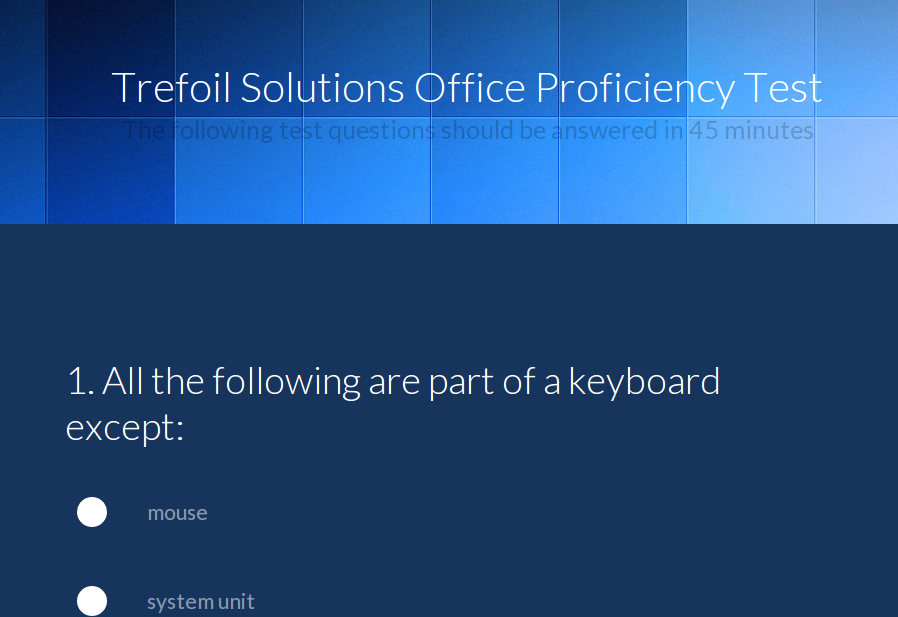 Trefoil Solutions Office Proficiency Test
The following test questions should be answered in 45 minutes
1. All the following are part of a keyboard
except:
mouse
system unit